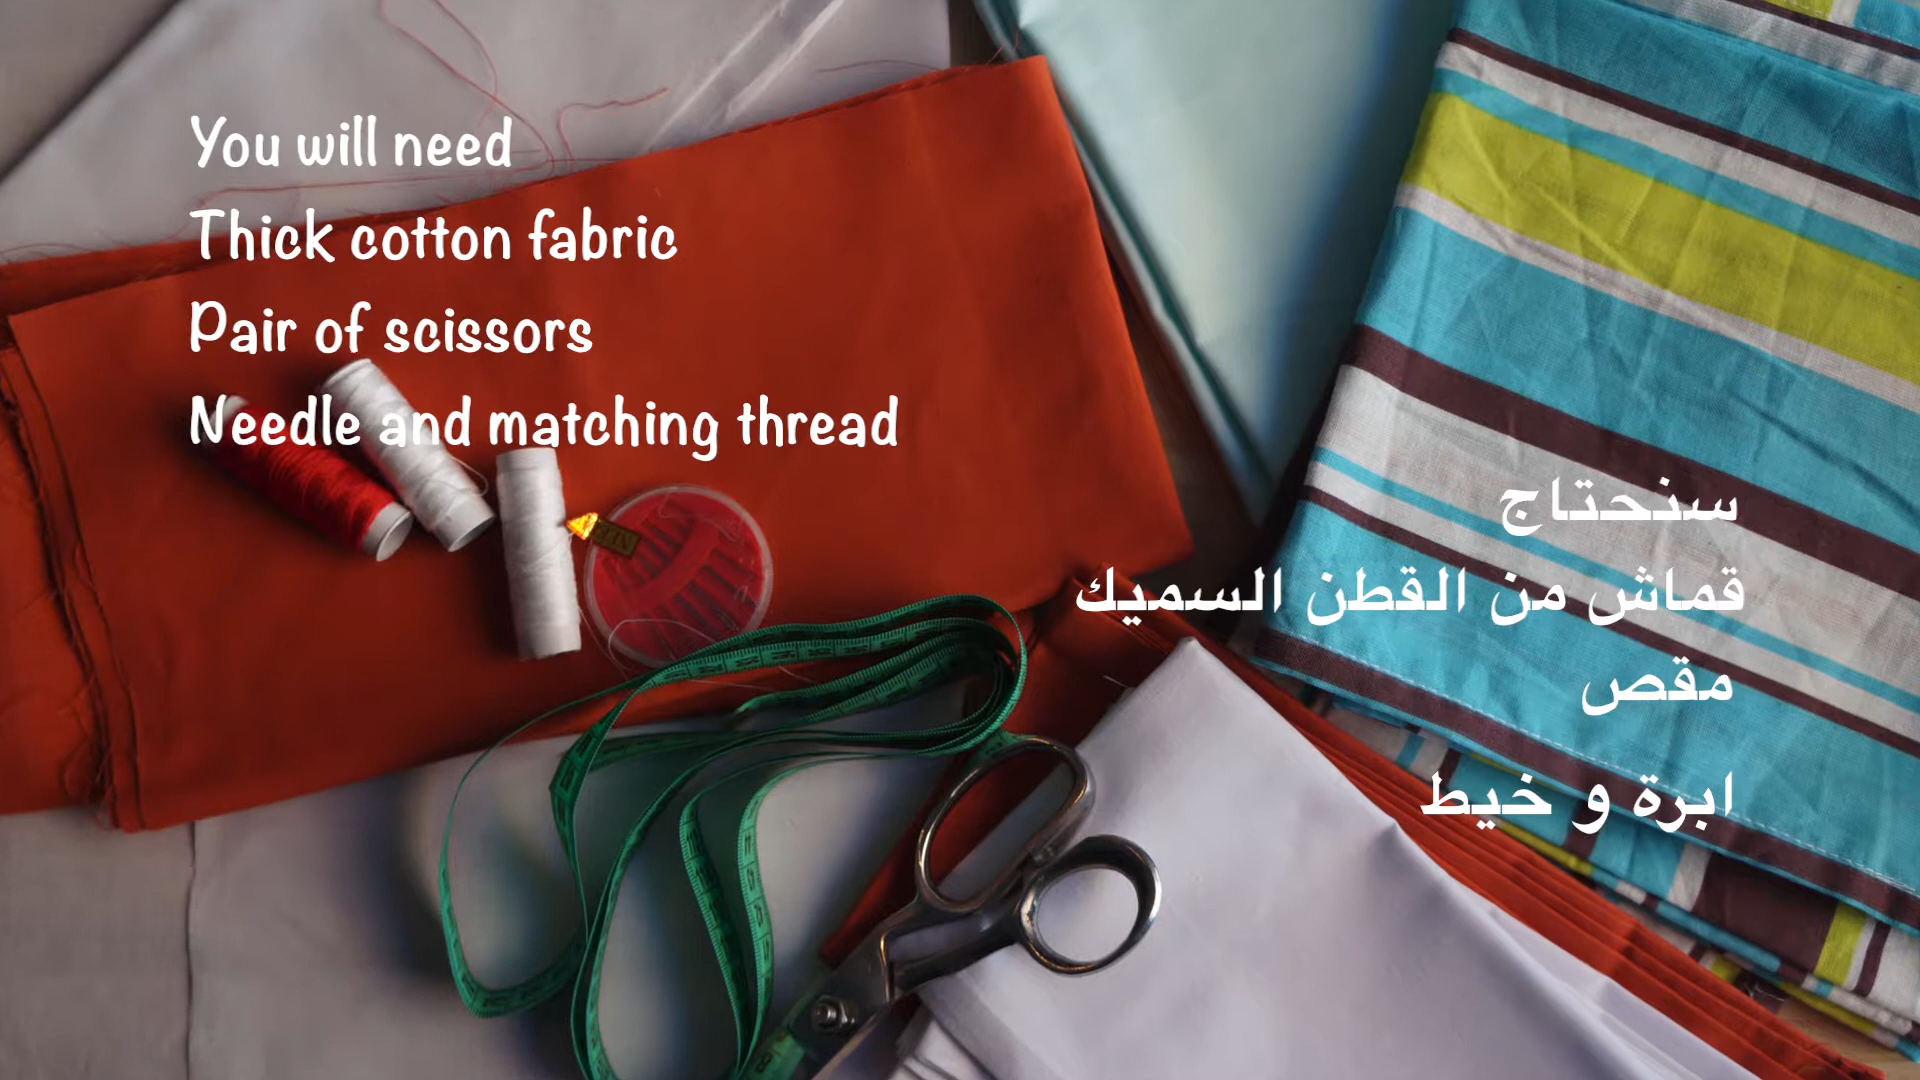 You will need
Thick cotton fabric
Pair of scissors
Needle and matching thread
سنحتاج
قماش من القطن السميك
مقص
ابرة و خيط